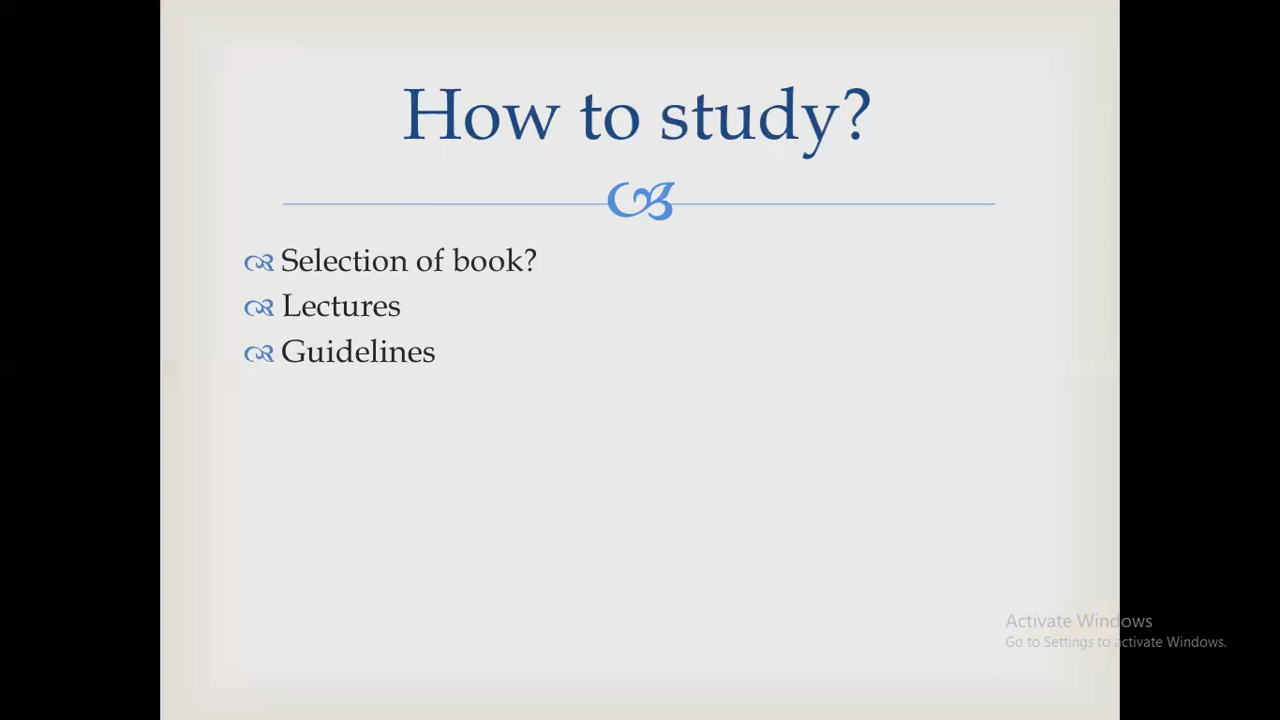 How to study?
Selection of book?
Lectures
Guidelines
Activate Windows
Go to Settings to activate Windows.